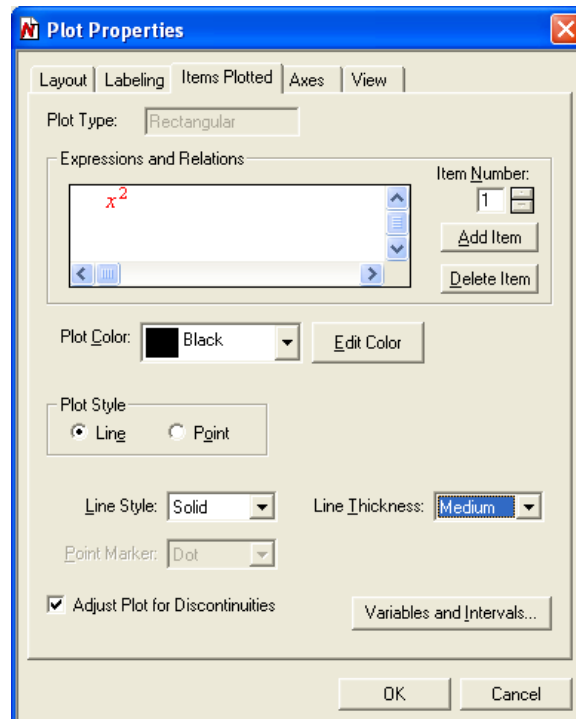 Plot Properties
Layout Labeling Items Plotted Axes View
Plot Type: Rectangular
Expressions and Relations
x²
Item Number:
1
Add Item
Delete Item
Plot Color: Black Edit Color
Plot Style
Line Point
Line Style: Solid Line Thickness: Medium
Point Marker: Dot
Adjust Plot for Discontinuities Variables and Intervals...
OK Cancel